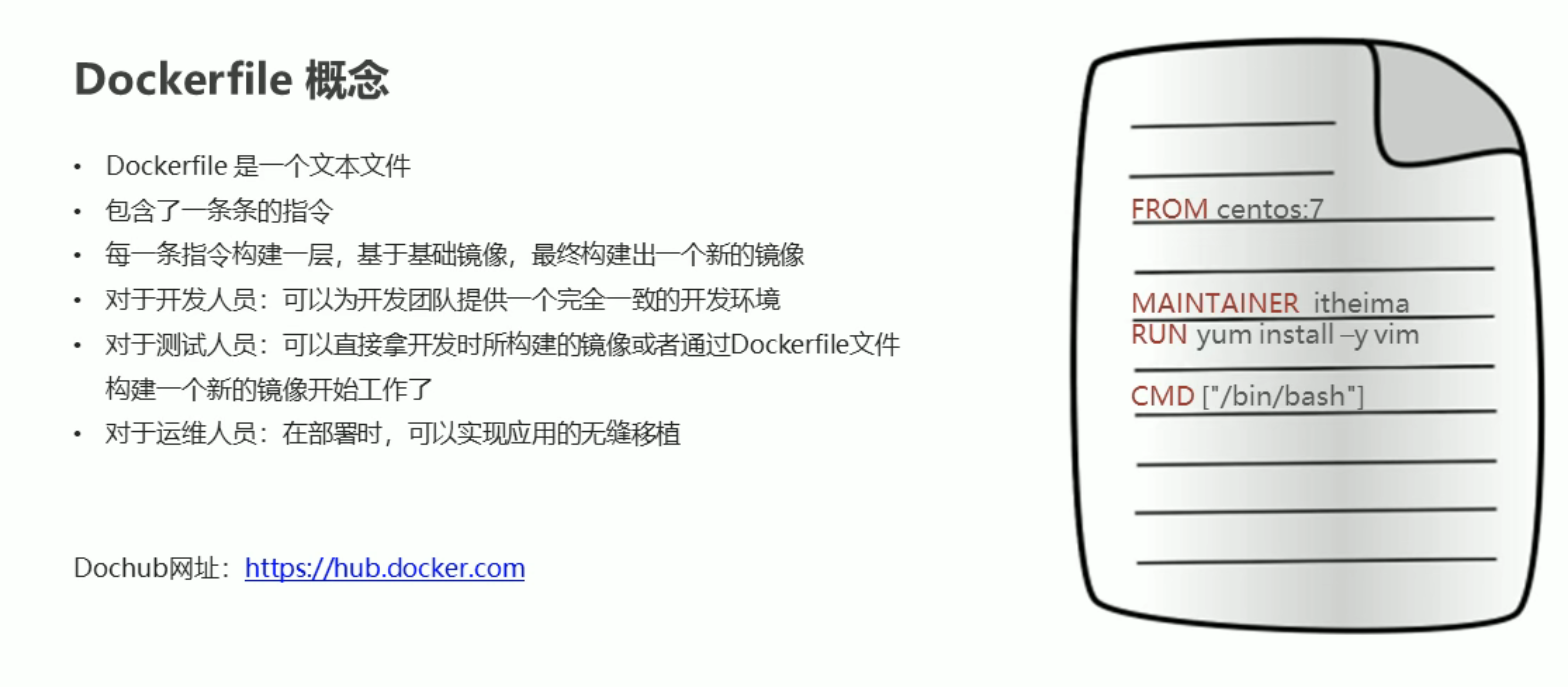 Dockerfile 概念
• Dockerfile 是一个文本文件
• 包含了一条条的指令
• 每一条指令构建一层，基于基础镜像，最终构建出一个新的镜像
• 对于开发人员：可以为开发团队提供一个完全一致的开发环境
• 对于测试人员：可以直接拿开发时所构建的镜像或者通过Dockerfile文件
构建一个新的镜像开始工作了
• 对于运维人员：在部署时，可以实现应用的无缝移植
Dochub网址：https://hub.docker.com
FROM centos:7
MAINTAINER itheima
RUN yum install –y vim
CMD ["/bin/bash"]